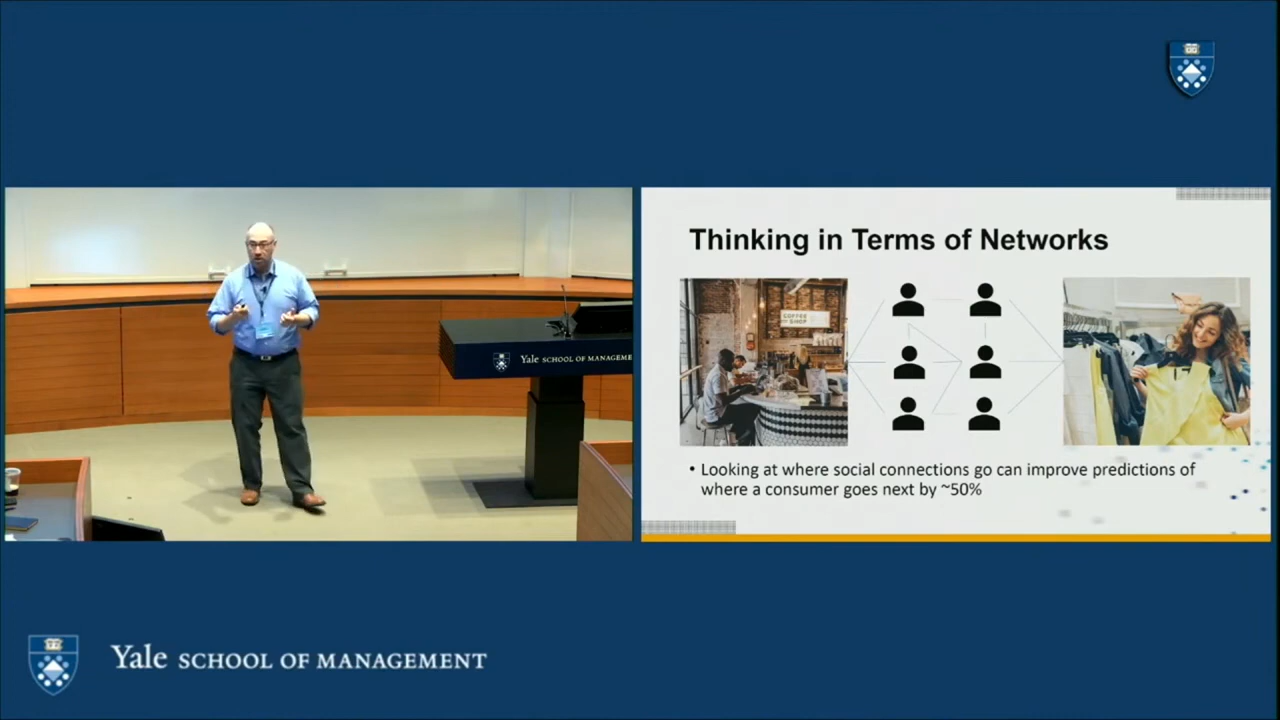 Thinking in Terms of Networks
COFFEE
SHOP
Yale SCHOOL OF MANAGEME
• Looking at where social connections go can improve predictions of
where a consumer goes next by ~50%
Yale SCHOOL OF MANAGEMENT